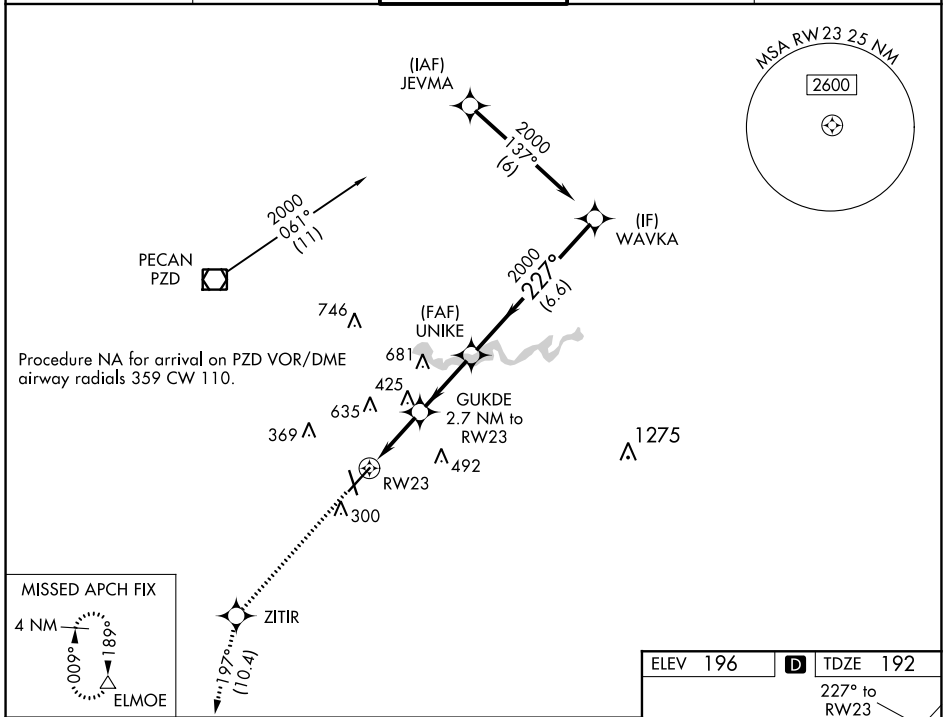 MSA RW23 25 NM
2600
(IAF)
JEVMA
2000
137°
(6)
(IF)
WAVKA
2000
061°
(11)
PECAN
PZD
2000
227°
(6.6)
746
(FAF)
UNIKE
Procedure NA for arrival on PZD VOR/DME
airway radials 359 CW 110.
681
425
635
369
GUKDE
2.7 NM to
RW23
492
1275
RW23
300
ZITIR
197°
(10.4)
MISSED APCH FIX
4 NM
009°
189°
ELMOE
ELEV 196
D
TDZE 192
227° to
RW23